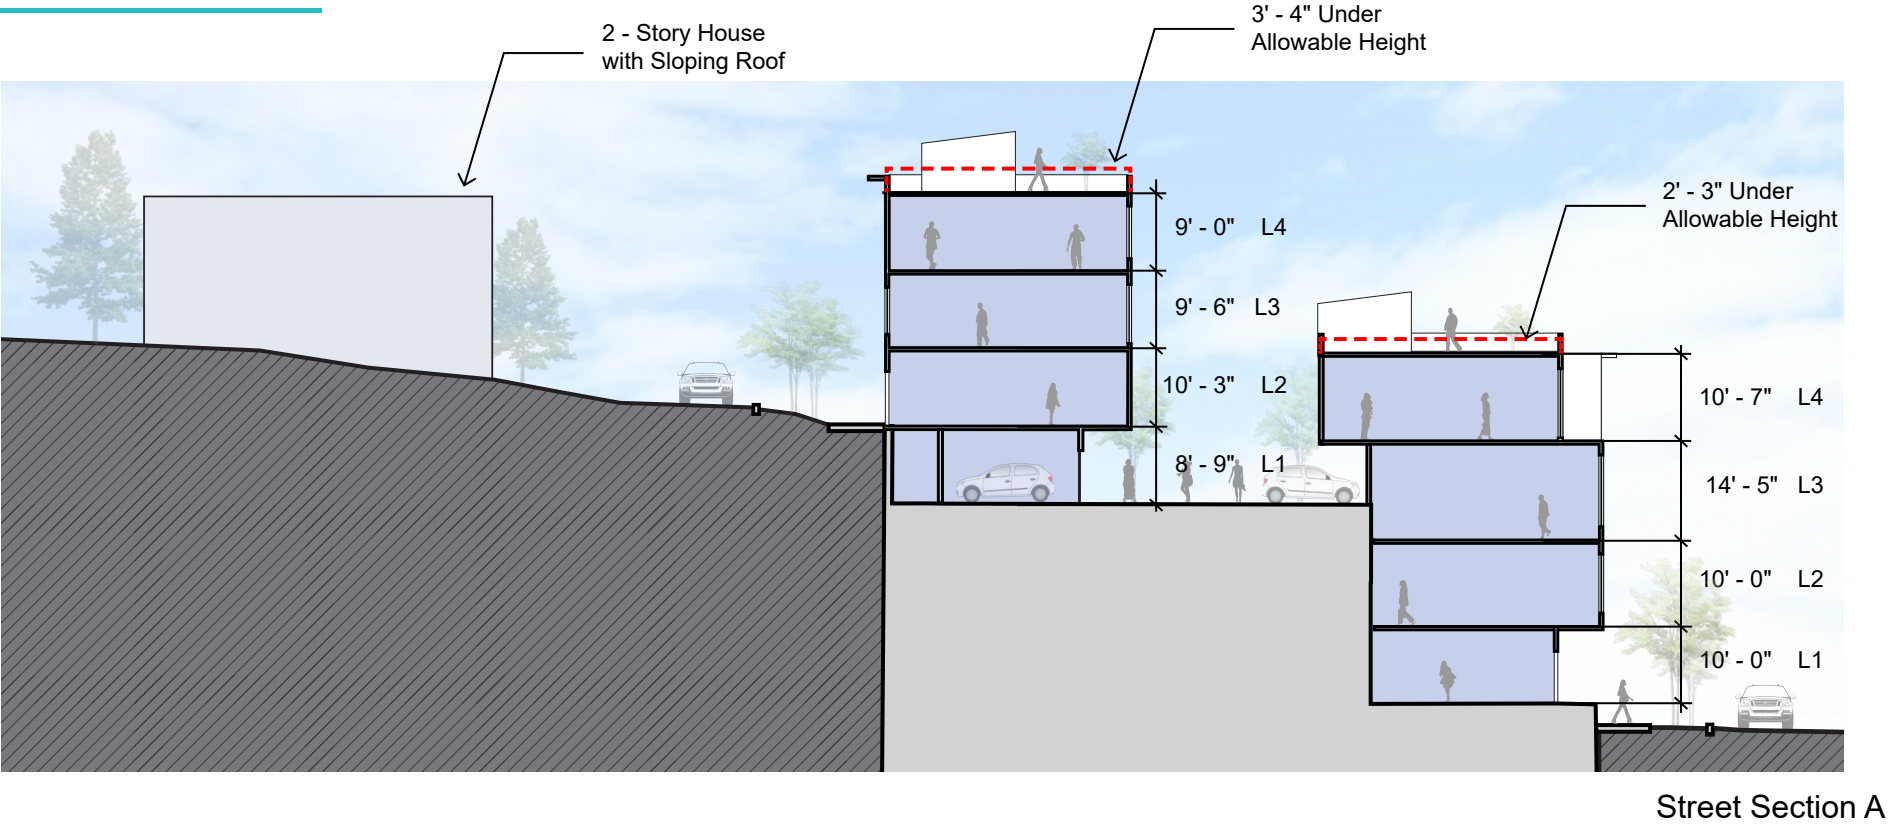 2 - Story House
with Sloping Roof
3' - 4" Under
Allowable Height
2' - 3" Under
Allowable Height
9' - 0" L4
9' - 6" L3
10' - 3" L2
8' - 9" L1
10' - 7" L4
14' - 5" L3
10' - 0" L2
10' - 0" L1
Street Section A